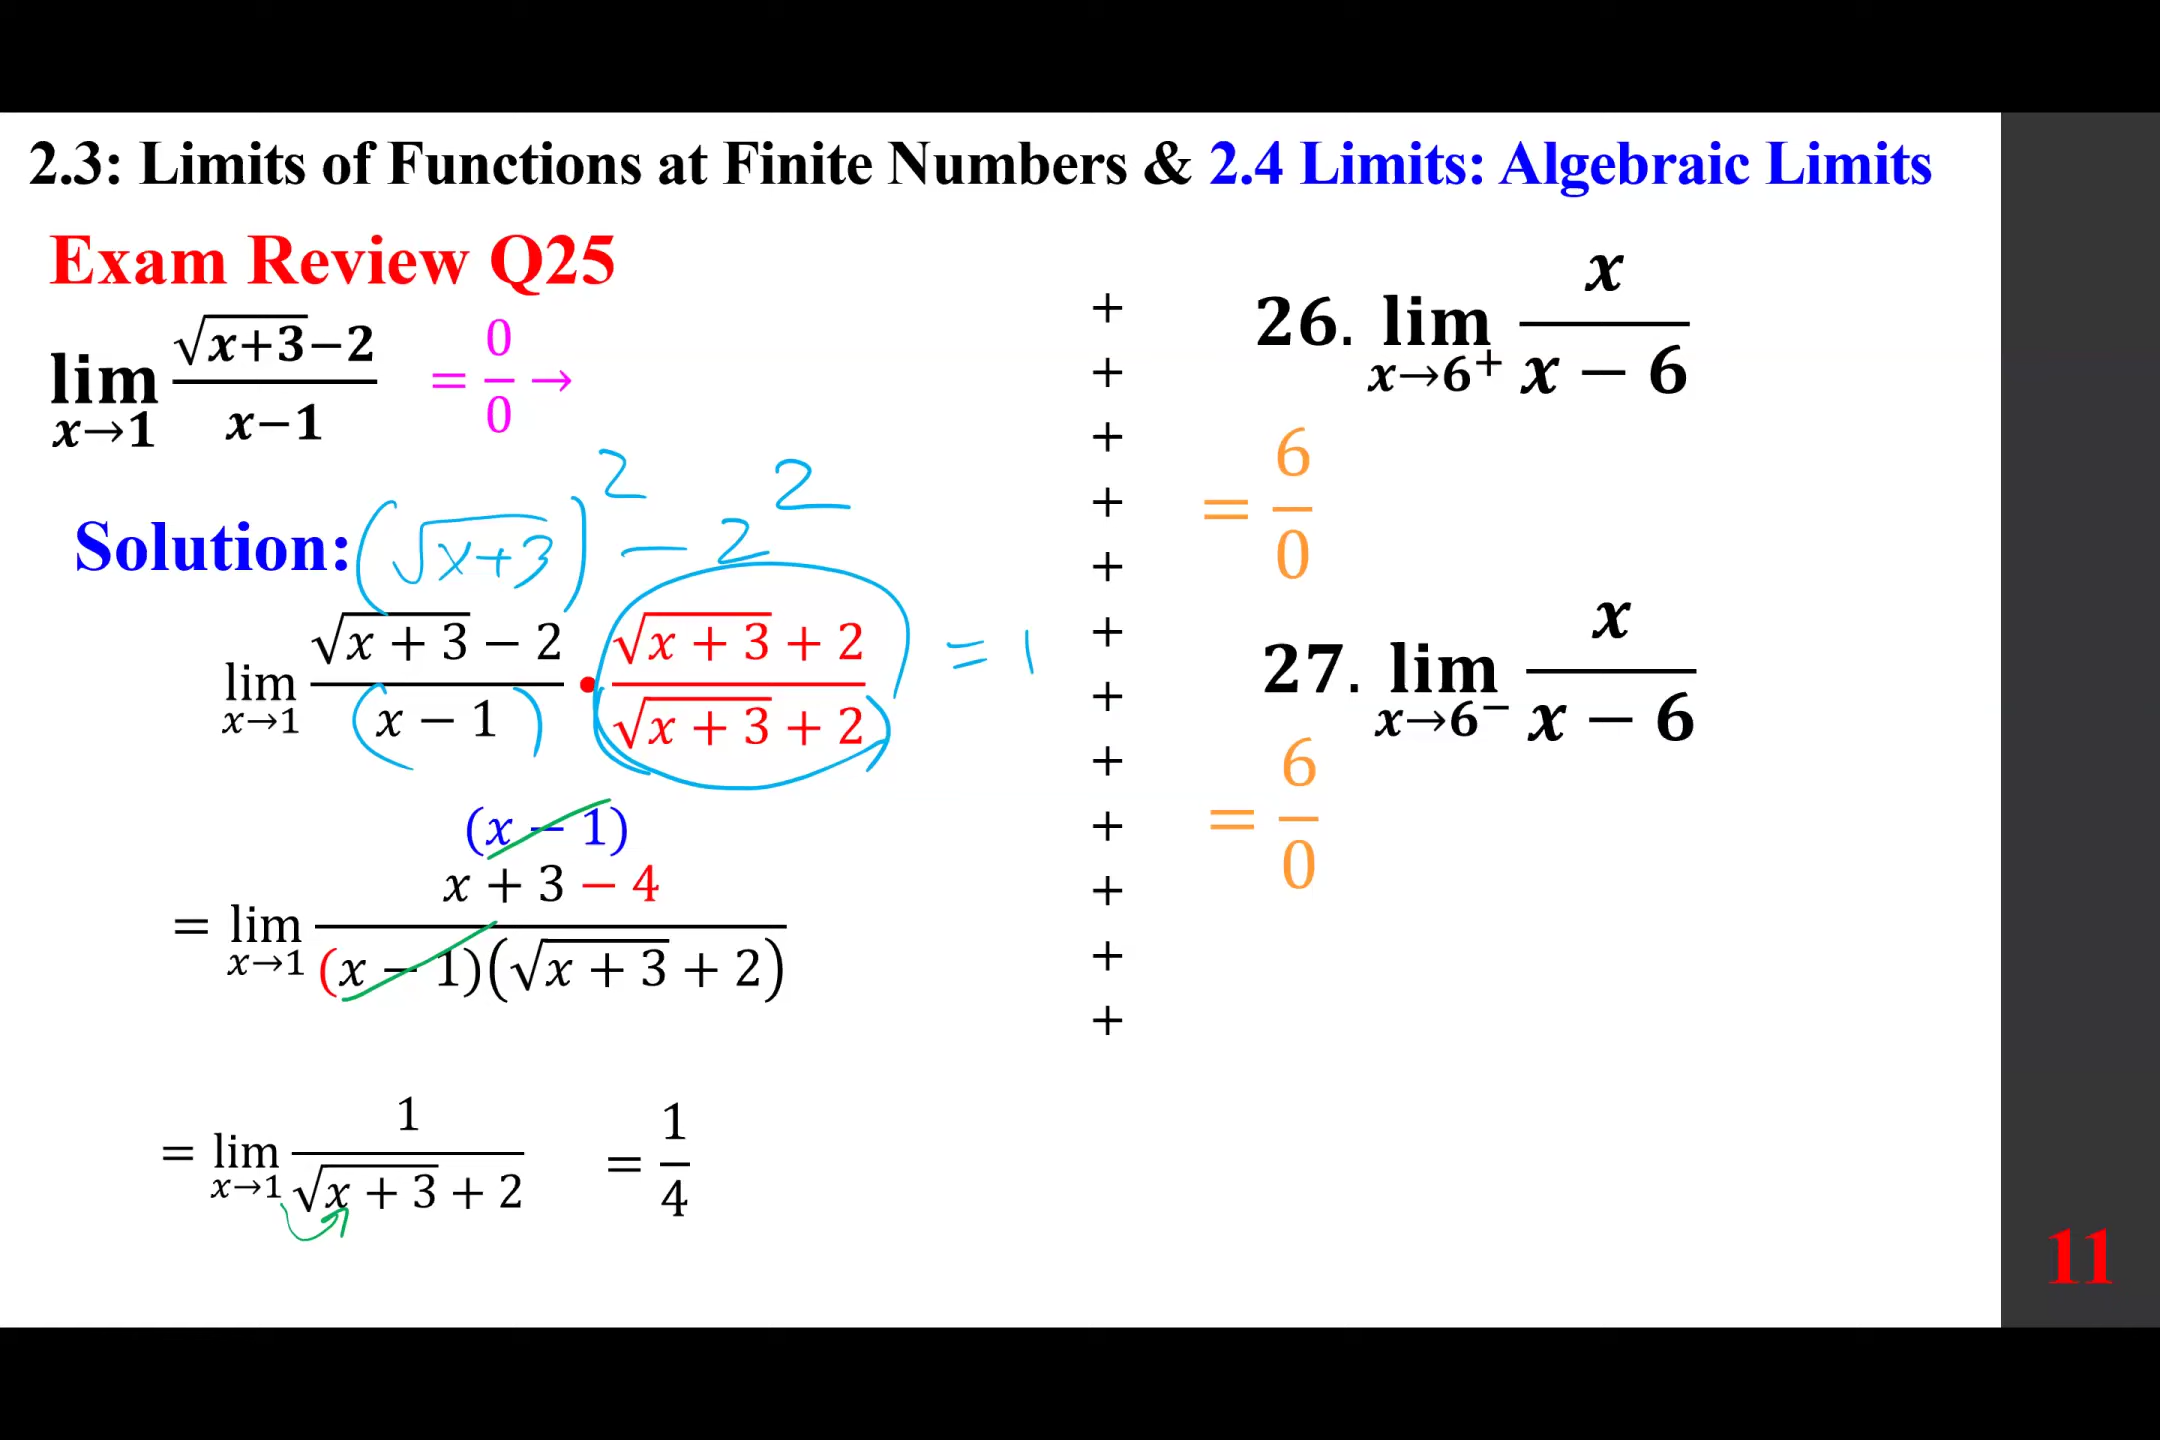 2.3: Limits of Functions at Finite Numbers & 2.4 Limits: Algebraic Limits
Exam Review Q25
lim x→1 (√(x+3)−2)/(x−1) = 0/0 →
Solution: (√(x+3))² − 2²
lim x→1 (√(x + 3) − 2)/(x − 1) • (√(x + 3) + 2)/(√(x + 3) + 2) = 1
(x − 1)
= lim x→1 (x + 3 − 4)/((x − 1)(√(x + 3) + 2))
= lim x→1 1/(√(x + 3) + 2) = 1/4
+
+
+
+
+
+
+
+
+
+
+
+
26. lim x→6⁺ x/(x − 6)
= 6/0
27. lim x→6⁻ x/(x − 6)
= 6/0
11